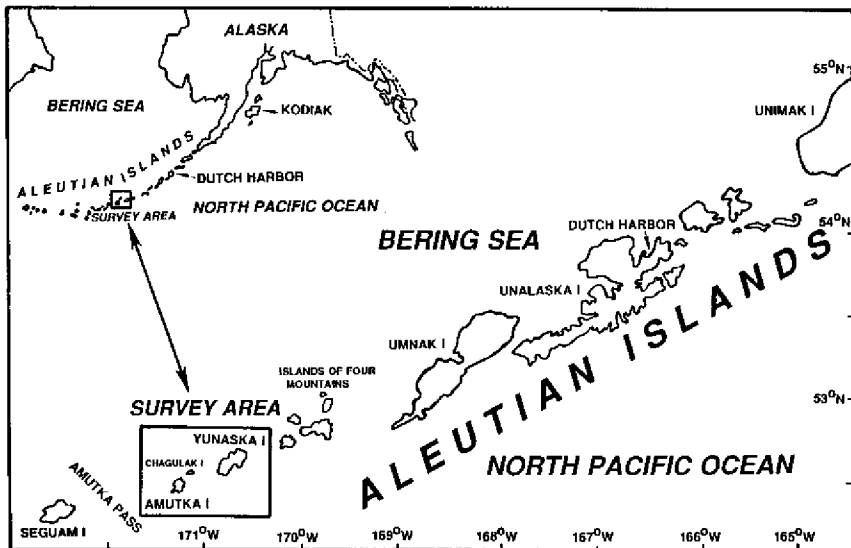 ALASKA
BERING SEA
KODIAK
ALEUTIAN ISLANDS
DUTCH HARBOR
SURVEY AREA
NORTH PACIFIC OCEAN
55°N
UNIMAK I
BERING SEA
DUTCH HARBOR
54°N
UNALASKA I
UMNAK I
ALEUTIAN ISLANDS
ISLANDS OF FOUR
MOUNTAINS
53°N
SURVEY AREA
YUNASKA I
CHAGULAK I
AMUTKA I
NORTH PACIFIC OCEAN
AMUTKA PASS
SEGUAM I
171°W
170°W
169°W
168°W
167°W
166°W
165°W